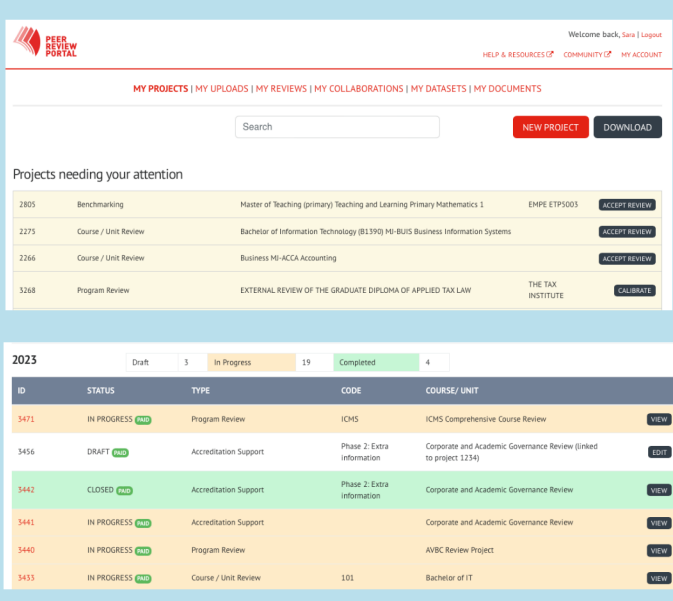 PEER
REVIEW
PORTAL
Welcome back, Sara | Logout
HELP & RESOURCES COMMUNITY MY ACCOUNT
MY PROJECTS | MY UPLOADS | MY REVIEWS | MY COLLABORATIONS | MY DATASETS | MY DOCUMENTS
Search NEW PROJECT DOWNLOAD
Projects needing your attention
2805 Benchmarking Master of Teaching (primary) Teaching and Learning Primary Mathematics 1 EMPE ETP5003 ACCEPT REVIEW
2275 Course / Unit Review Bachelor of Information Technology (B1390) MJ-BUIS Business Information Systems ACCEPT REVIEW
2266 Course / Unit Review Business MJ-ACCA Accounting ACCEPT REVIEW
3268 Program Review EXTERNAL REVIEW OF THE GRADUATE DIPLOMA OF APPLIED TAX LAW THE TAX
INSTITUTE CALIBRATE
2023 Draft 3 In Progress 19 Completed 4
ID STATUS TYPE CODE COURSE/ UNIT
3471 IN PROGRESS PAID Program Review ICMS ICMS Comprehensive Course Review VIEW
3456 DRAFT PAID Accreditation Support Phase 2: Extra
information Corporate and Academic Governance Review (linked
to project 1234) EDIT
3442 CLOSED PAID Accreditation Support Phase 2: Extra
information Corporate and Academic Governance Review VIEW
3441 IN PROGRESS PAID Accreditation Support Corporate and Academic Governance Review VIEW
3440 IN PROGRESS PAID Program Review AVBC Review Project VIEW
3433 IN PROGRESS PAID Course / Unit Review 101 Bachelor of IT VIEW